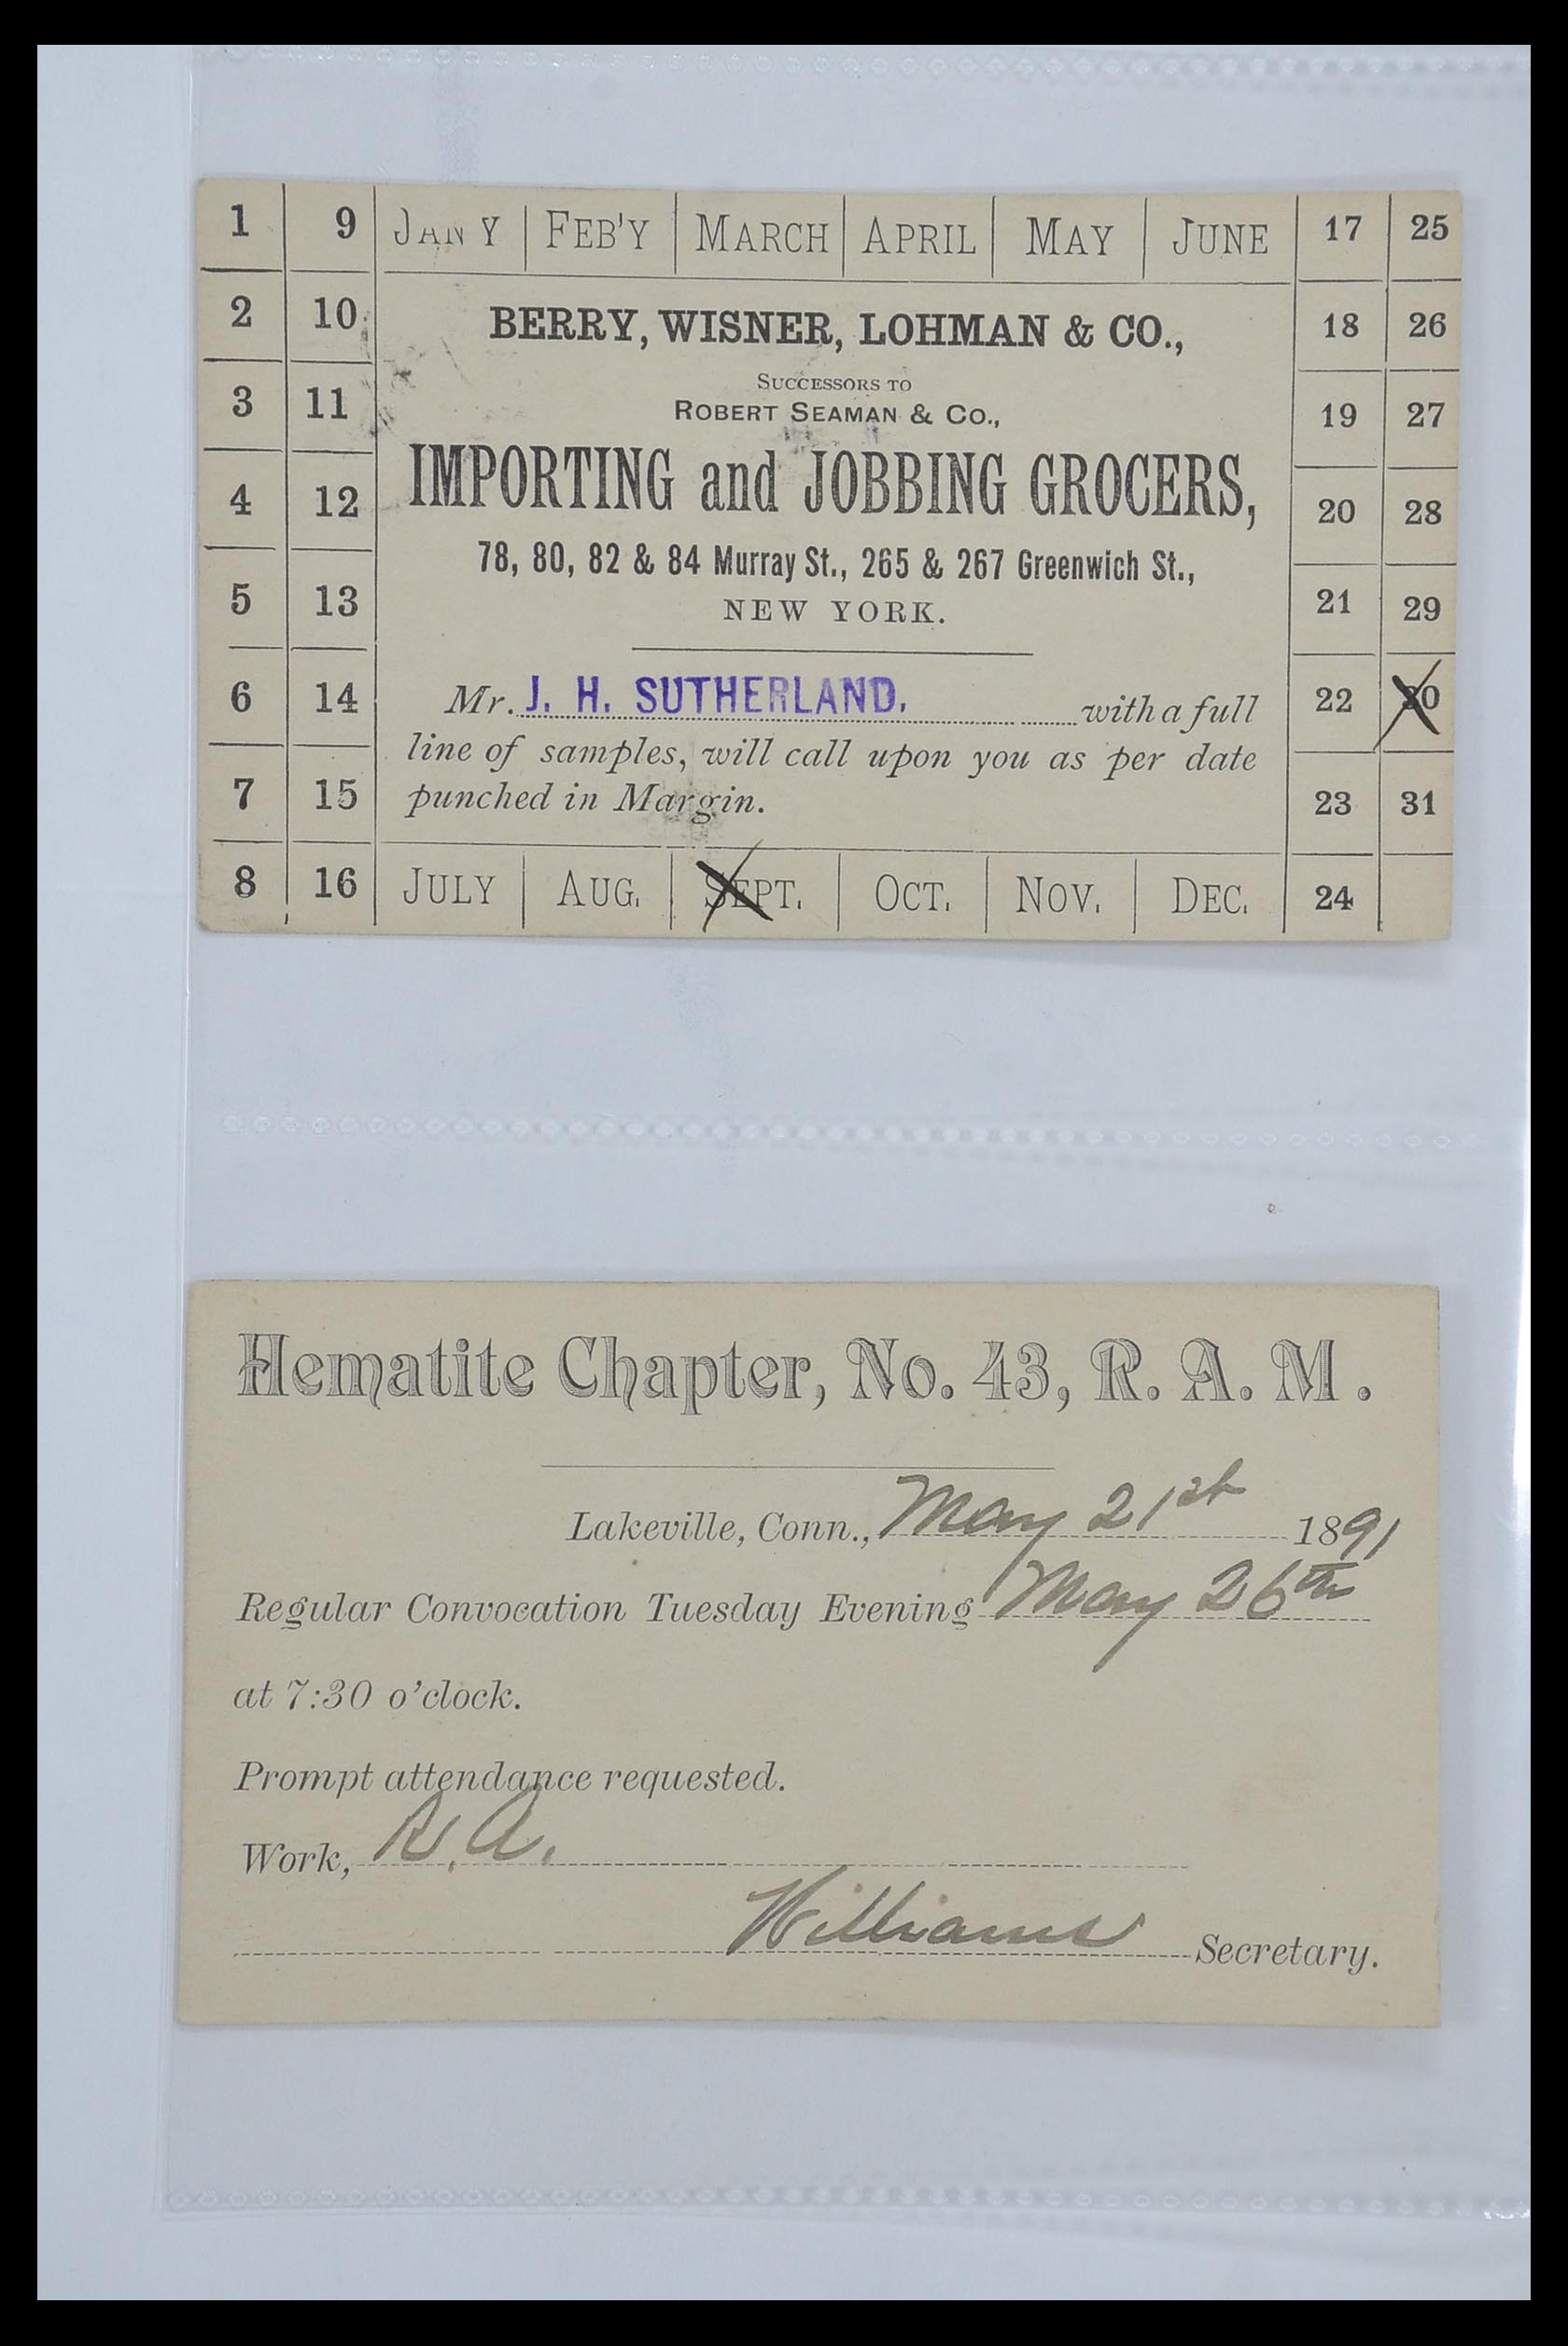 1 9 JAN Y FEB'Y MARCH APRIL MAY JUNE 17 25
2 10 BERRY, WISNER, LOHMAN & CO., 18 26
SUCCESSORS TO
3 11 ROBERT SEAMAN & CO., 19 27
4 12 IMPORTING and JOBBING GROCERS, 20 28
78, 80, 82 & 84 Murray St., 265 & 267 Greenwich St.,
5 13 NEW YORK. 21 29
6 14 Mr. J. H. SUTHERLAND. with a full 22 30
line of samples, will call upon you as per date
7 15 punched in Margin. 23 31
8 16 JULY AUG. SEPT. OCT. NOV. DEC. 24
Hematite Chapter, No. 43, R. A. M.
Lakeville, Conn., May 21st 1891
Regular Convocation Tuesday Evening May 26th
at 7:30 o'clock.
Prompt attendance requested.
Work, R. A.
Williams Secretary.